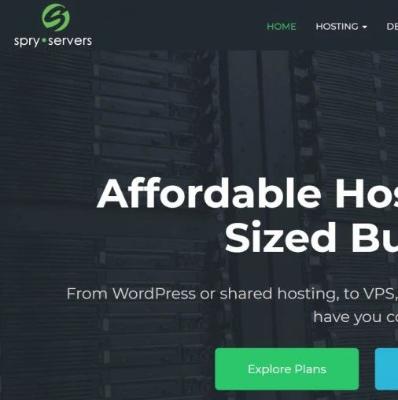 spry servers
HOME
HOSTING
DE
Affordable Hos
Sized Bu
From WordPress or shared hosting, to VPS,
have you co
Explore Plans